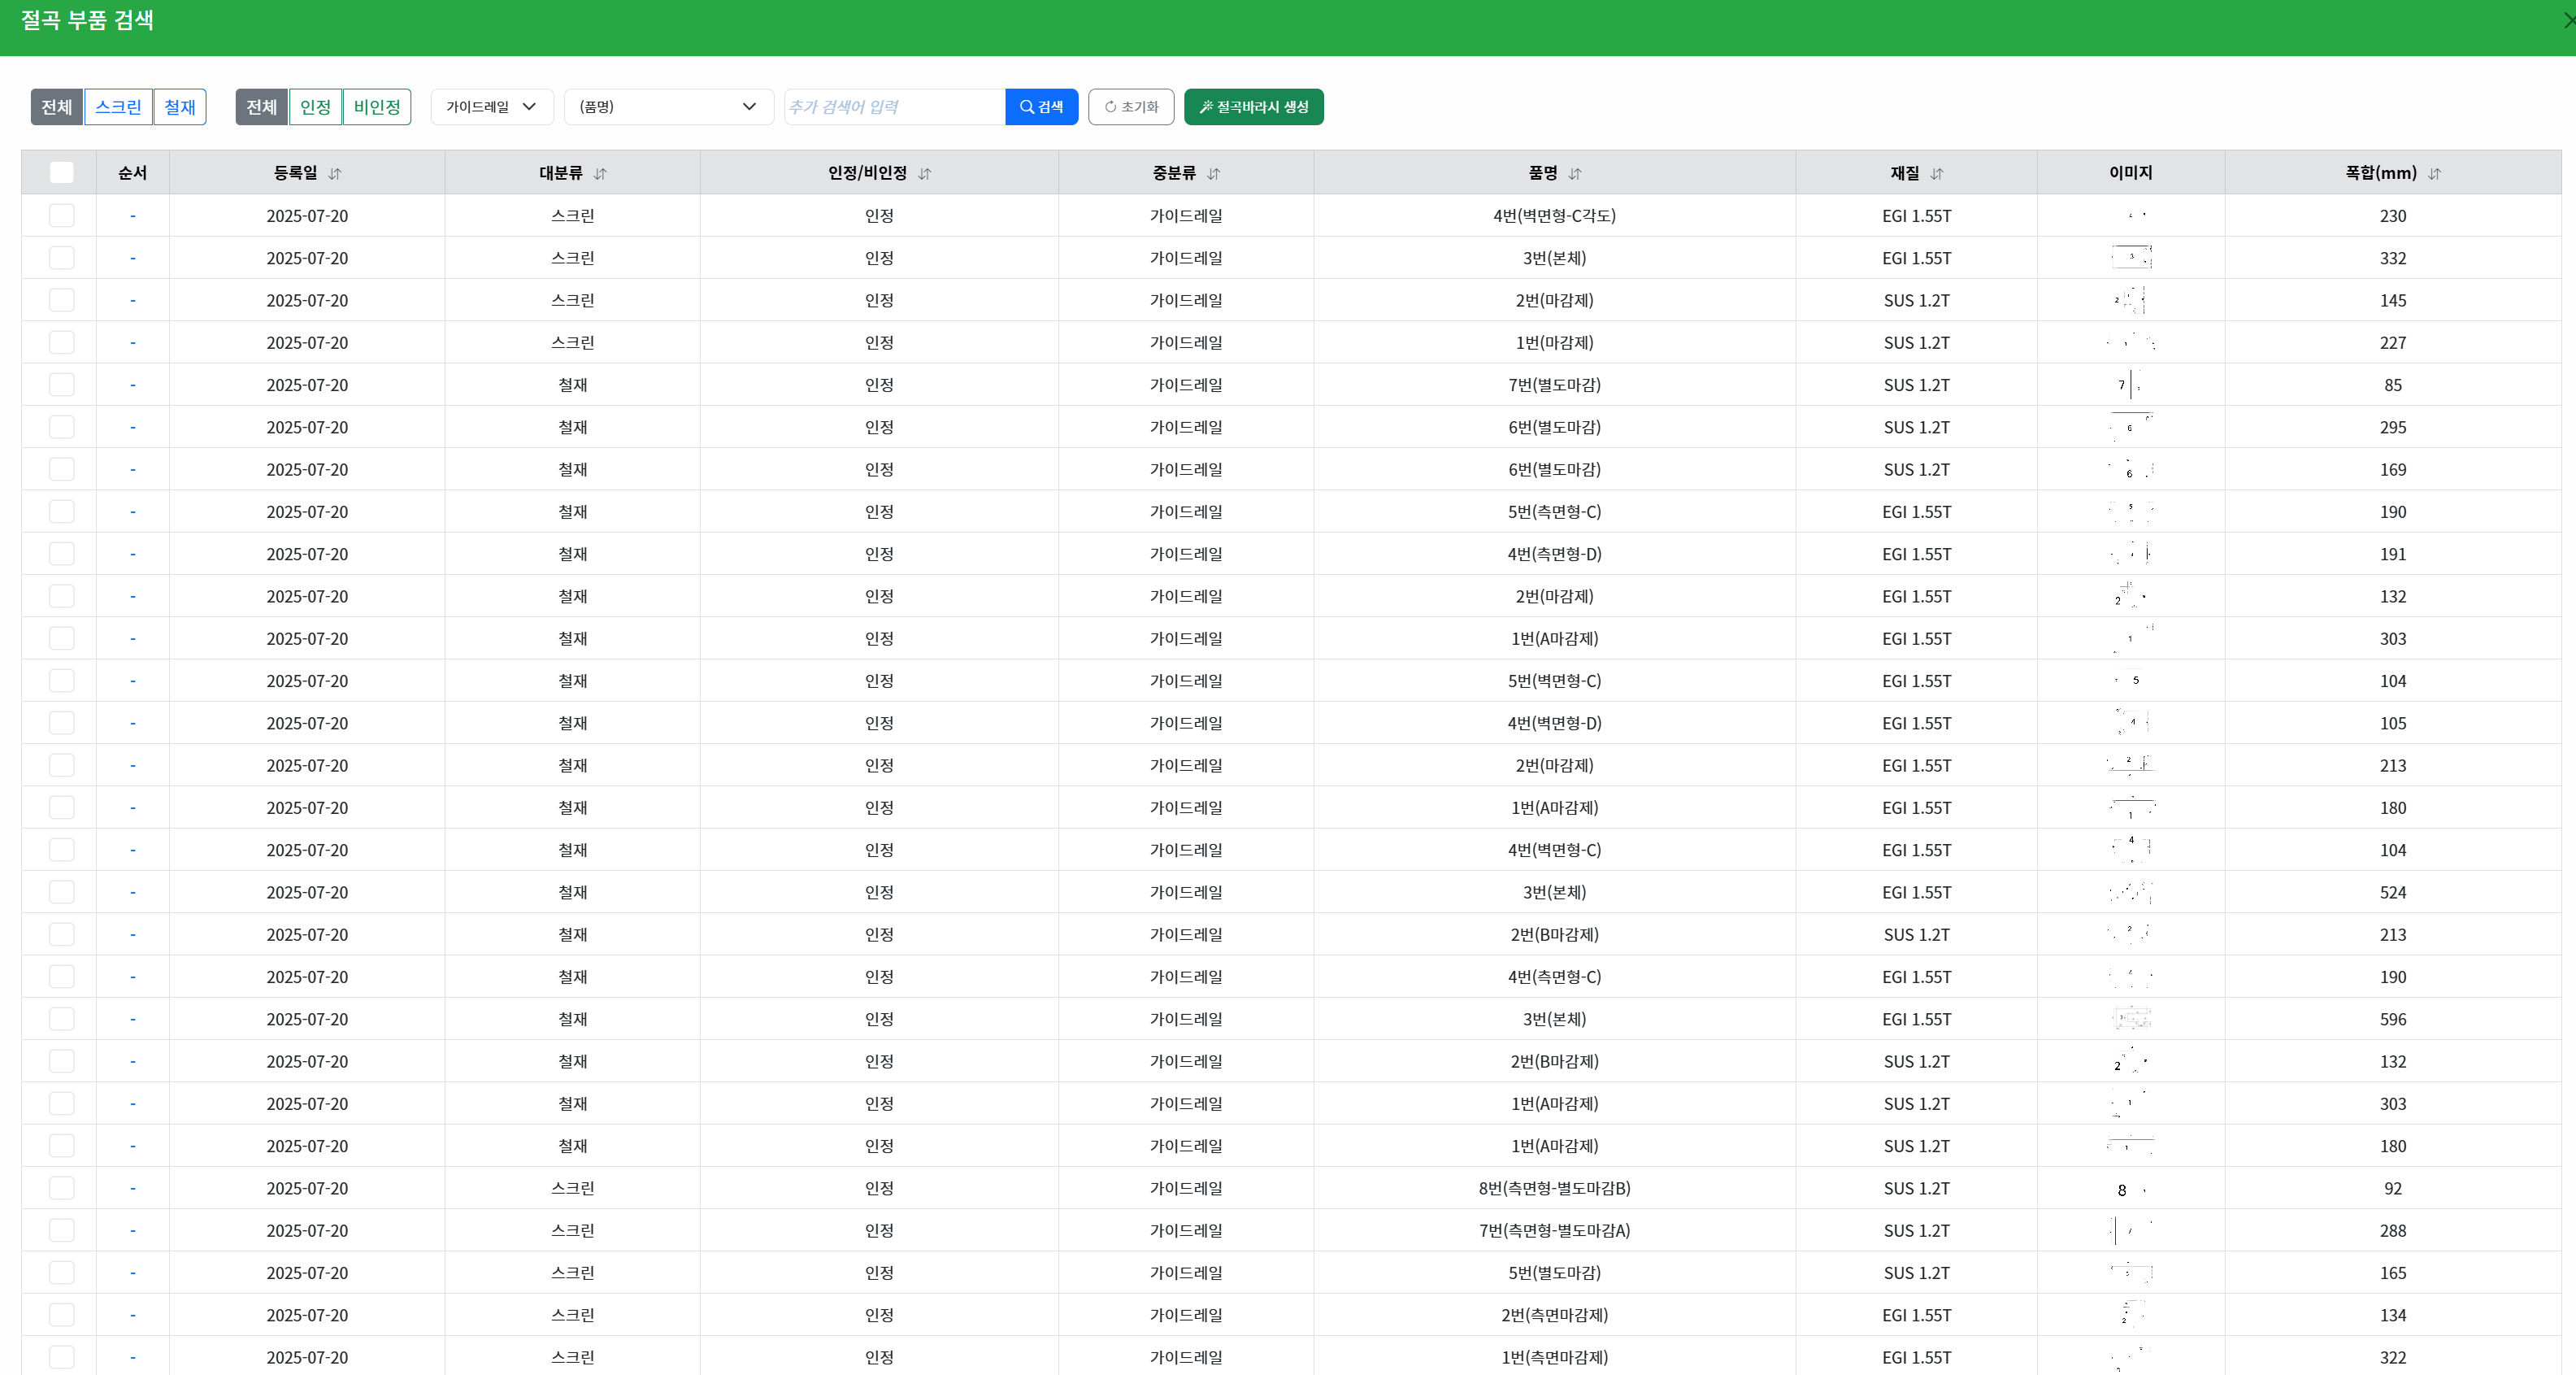 절곡 부품 검색
전체 스크린 철재 전체 인정 비인정 가이드레일 (품명) 추가 검색어 입력 검색 초기화 절곡바라시 생성
순서 등록일 대분류 인정/비인정 중분류 품명 재질 이미지 폭합(mm)
- 2025-07-20 스크린 인정 가이드레일 4번(벽면형-C각도) EGI 1.55T 230
- 2025-07-20 스크린 인정 가이드레일 3번(본체) EGI 1.55T 3 332
- 2025-07-20 스크린 인정 가이드레일 2번(마감제) SUS 1.2T 2 145
- 2025-07-20 스크린 인정 가이드레일 1번(마감제) SUS 1.2T 1 227
- 2025-07-20 철재 인정 가이드레일 7번(별도마감) SUS 1.2T 7 85
- 2025-07-20 철재 인정 가이드레일 6번(별도마감) SUS 1.2T 6 295
- 2025-07-20 철재 인정 가이드레일 6번(별도마감) SUS 1.2T 6 169
- 2025-07-20 철재 인정 가이드레일 5번(측면형-C) EGI 1.55T 5 190
- 2025-07-20 철재 인정 가이드레일 4번(측면형-D) EGI 1.55T 191
- 2025-07-20 철재 인정 가이드레일 2번(마감제) EGI 1.55T 2 132
- 2025-07-20 철재 인정 가이드레일 1번(A마감제) EGI 1.55T 1 303
- 2025-07-20 철재 인정 가이드레일 5번(벽면형-C) EGI 1.55T 5 104
- 2025-07-20 철재 인정 가이드레일 4번(벽면형-D) EGI 1.55T 4 105
- 2025-07-20 철재 인정 가이드레일 2번(마감제) EGI 1.55T 2 213
- 2025-07-20 철재 인정 가이드레일 1번(A마감제) EGI 1.55T 1 180
- 2025-07-20 철재 인정 가이드레일 4번(벽면형-C) EGI 1.55T 4 104
- 2025-07-20 철재 인정 가이드레일 3번(본체) EGI 1.55T 524
- 2025-07-20 철재 인정 가이드레일 2번(B마감제) SUS 1.2T 2 213
- 2025-07-20 철재 인정 가이드레일 4번(측면형-C) EGI 1.55T 190
- 2025-07-20 철재 인정 가이드레일 3번(본체) EGI 1.55T 596
- 2025-07-20 철재 인정 가이드레일 2번(B마감제) SUS 1.2T 2 132
- 2025-07-20 철재 인정 가이드레일 1번(A마감제) SUS 1.2T 1 303
- 2025-07-20 철재 인정 가이드레일 1번(A마감제) SUS 1.2T 1 180
- 2025-07-20 스크린 인정 가이드레일 8번(측면형-별도마감B) SUS 1.2T 8 92
- 2025-07-20 스크린 인정 가이드레일 7번(측면형-별도마감A) SUS 1.2T 288
- 2025-07-20 스크린 인정 가이드레일 5번(별도마감) SUS 1.2T 165
- 2025-07-20 스크린 인정 가이드레일 2번(측면마감제) EGI 1.55T 2 134
- 2025-07-20 스크린 인정 가이드레일 1번(측면마감제) EGI 1.55T 322